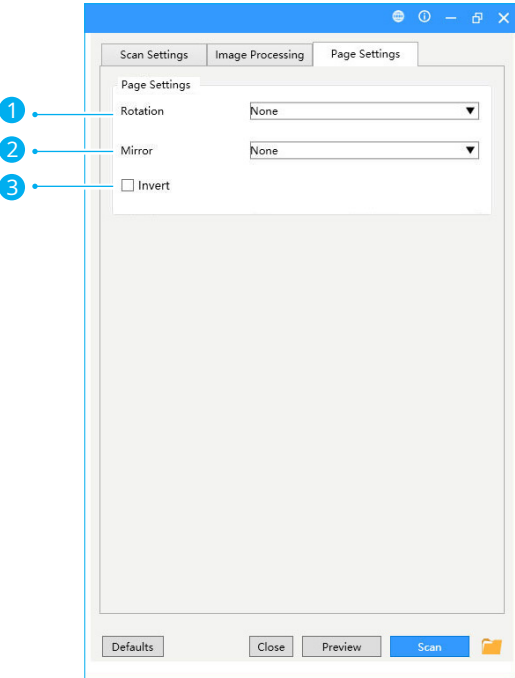 Scan Settings Image Processing Page Settings
Page Settings
1 Rotation None
2 Mirror None
3 Invert
Defaults Close Preview Scan